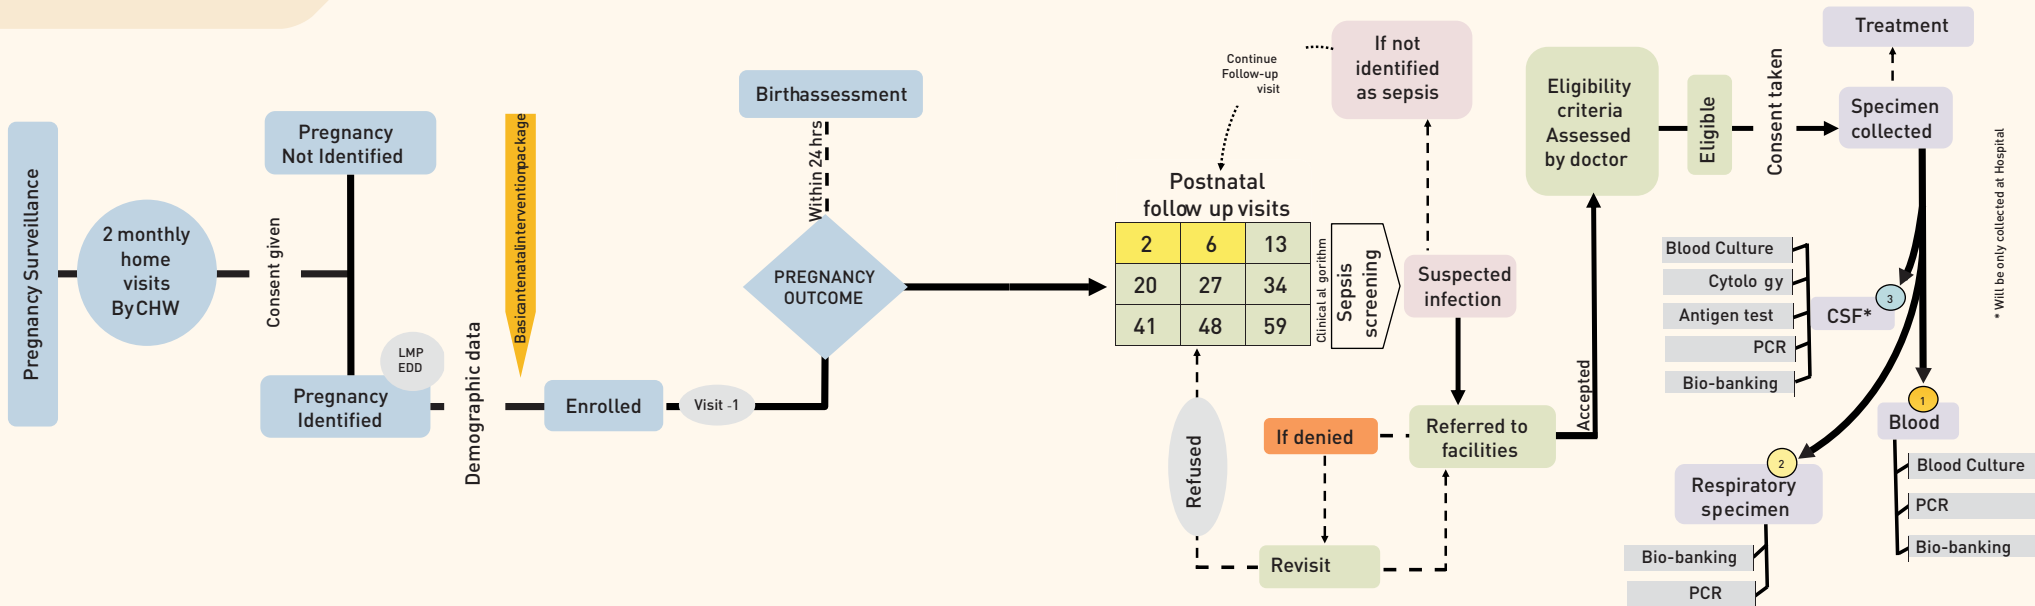 Pregnancy Surveillance
2 monthly
home
visits
By CHW
Consent given
Pregnancy
Not Identified
LMP
EDD
Pregnancy
Identified
Demographic data
Basicantenatalinterventionpackage
Enrolled
Visit -1
Birthassessment
Within 24 hrs
PREGNANCY
OUTCOME
Continue
Follow-up
visit
Postnatal
follow up visits
2 6 13
20 27 34
41 48 59
Clinical al gorithm
Sepsis
screening
If not
identified
as sepsis
Suspected
infection
Referred to
facilities
If denied
Refused
Revisit
Accepted
Eligibility
criteria
Assessed
by doctor
Eligible
Consent taken
Treatment
Specimen
collected
* Will be only collected at Hospital
Blood Culture
Cytolo gy
Antigen test
PCR
Bio-banking
3
CSF*
1
Blood
Blood Culture
PCR
Bio-banking
2
Respiratory
specimen
Bio-banking
PCR